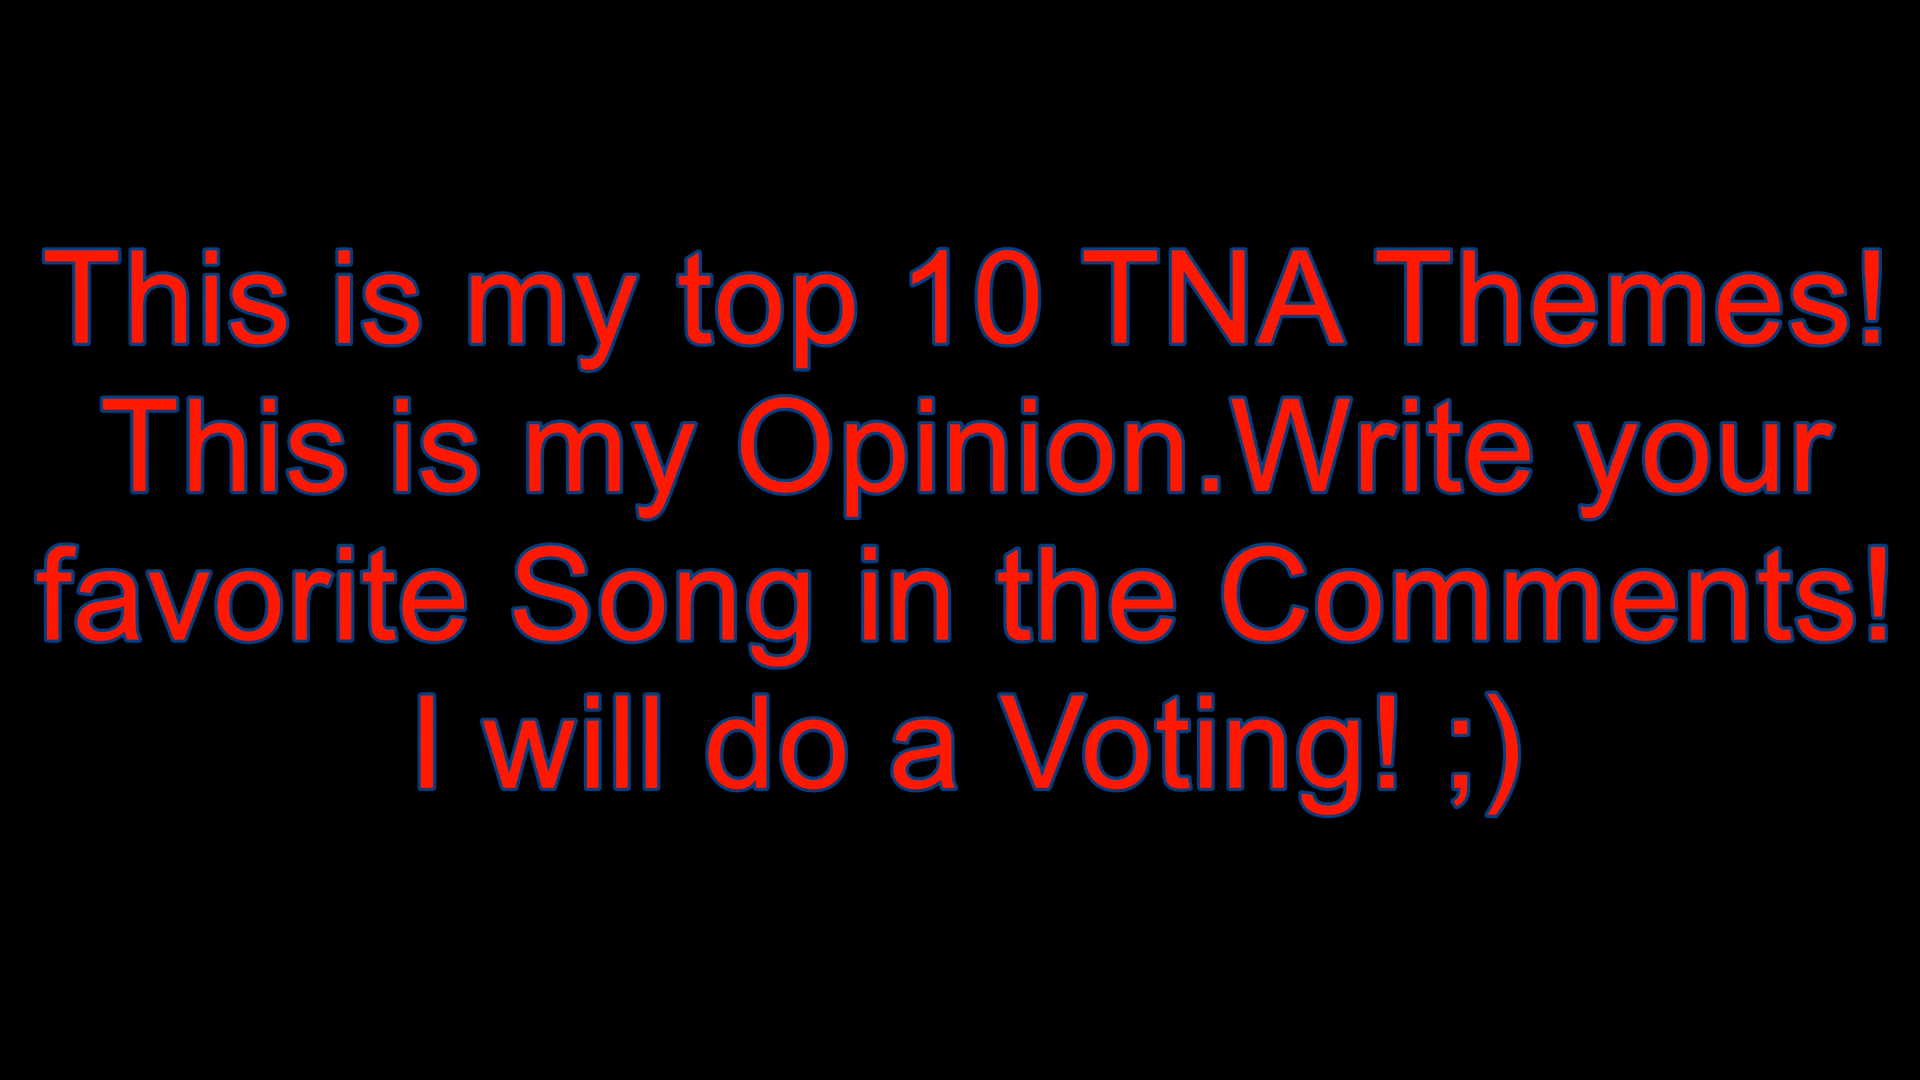 This is my top 10 TNA Themes!
This is my Opinion.Write your
favorite Song in the Comments!
I will do a Voting! ;)